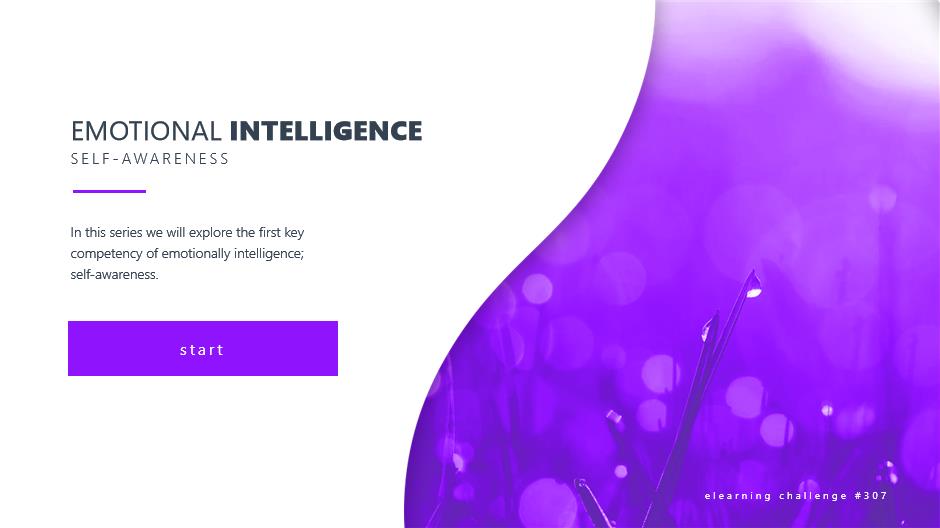 EMOTIONAL INTELLIGENCE
SELF-AWARENESS
In this series we will explore the first key
competency of emotionally intelligence;
self-awareness.
start
elearning challenge #307